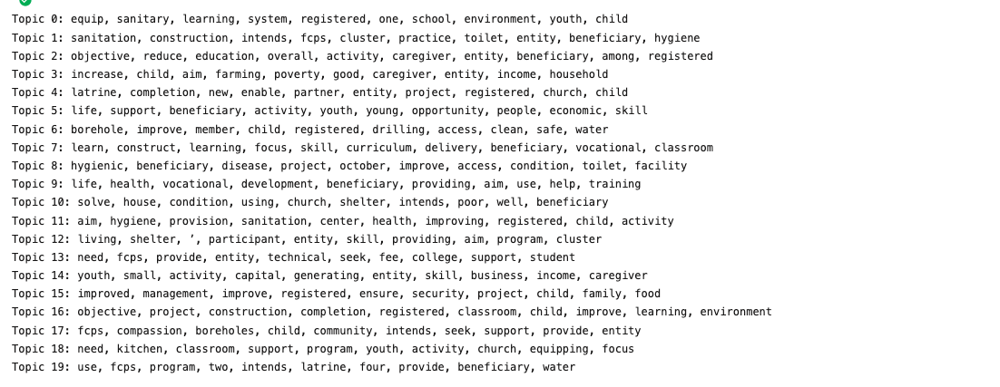 Topic 0: equip, sanitary, learning, system, registered, one, school, environment, youth, child
Topic 1: sanitation, construction, intends, fcps, cluster, practice, toilet, entity, beneficiary, hygiene
Topic 2: objective, reduce, education, overall, activity, caregiver, entity, beneficiary, among, registered
Topic 3: increase, child, aim, farming, poverty, good, caregiver, entity, income, household
Topic 4: latrine, completion, new, enable, partner, entity, project, registered, church, child
Topic 5: life, support, beneficiary, activity, youth, young, opportunity, people, economic, skill
Topic 6: borehole, improve, member, child, registered, drilling, access, clean, safe, water
Topic 7: learn, construct, learning, focus, skill, curriculum, delivery, beneficiary, vocational, classroom
Topic 8: hygienic, beneficiary, disease, project, october, improve, access, condition, toilet, facility
Topic 9: life, health, vocational, development, beneficiary, providing, aim, use, help, training
Topic 10: solve, house, condition, using, church, shelter, intends, poor, well, beneficiary
Topic 11: aim, hygiene, provision, sanitation, center, health, improving, registered, child, activity
Topic 12: living, shelter, ’, participant, entity, skill, providing, aim, program, cluster
Topic 13: need, fcps, provide, entity, technical, seek, fee, college, support, student
Topic 14: youth, small, activity, capital, generating, entity, skill, business, income, caregiver
Topic 15: improved, management, improve, registered, ensure, security, project, child, family, food
Topic 16: objective, project, construction, completion, registered, classroom, child, improve, learning, environment
Topic 17: fcps, compassion, boreholes, child, community, intends, seek, support, provide, entity
Topic 18: need, kitchen, classroom, support, program, youth, activity, church, equipping, focus
Topic 19: use, fcps, program, two, intends, latrine, four, provide, beneficiary, water